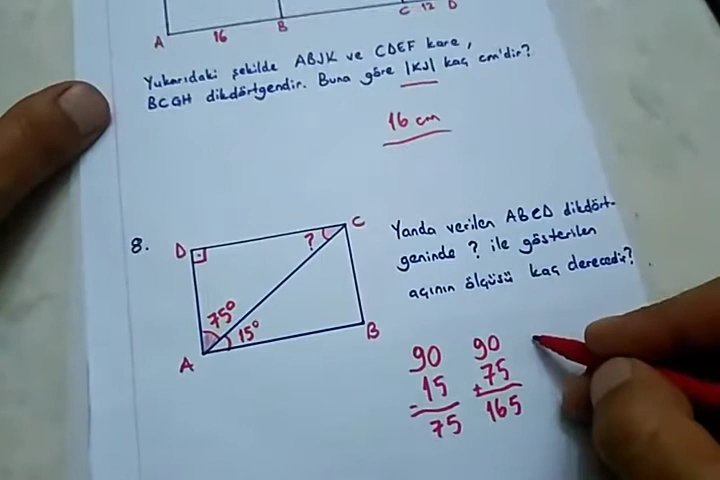 A 16 B C 12 D
Yukarıdaki şekilde ABJK ve CDEF kare,
BCGH dikdörtgendir. Buna göre |KJ| kaç cm'dir?
16 cm
8.
D C
?
75°
15°
A B
Yanda verilen ABCD dikdört-
geninde ? ile gösterilen
açının ölçüsü kaç derecedir?
90 90
15 + 75
- 75 165